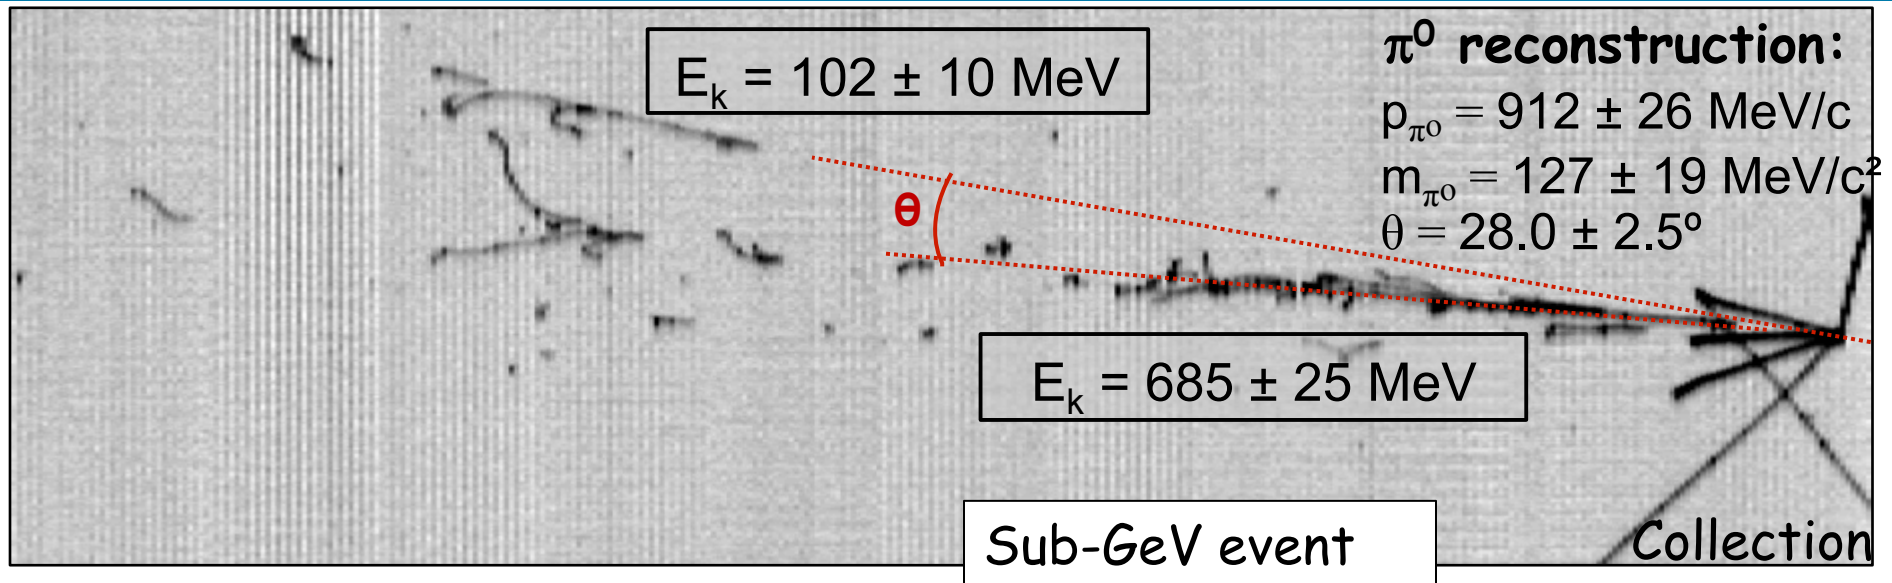 E_k = 102 ± 10 MeV
π⁰ reconstruction:
p_π⁰ = 912 ± 26 MeV/c
m_π⁰ = 127 ± 19 MeV/c²
θ = 28.0 ± 2.5º
θ
E_k = 685 ± 25 MeV
Sub-GeV event
Collection